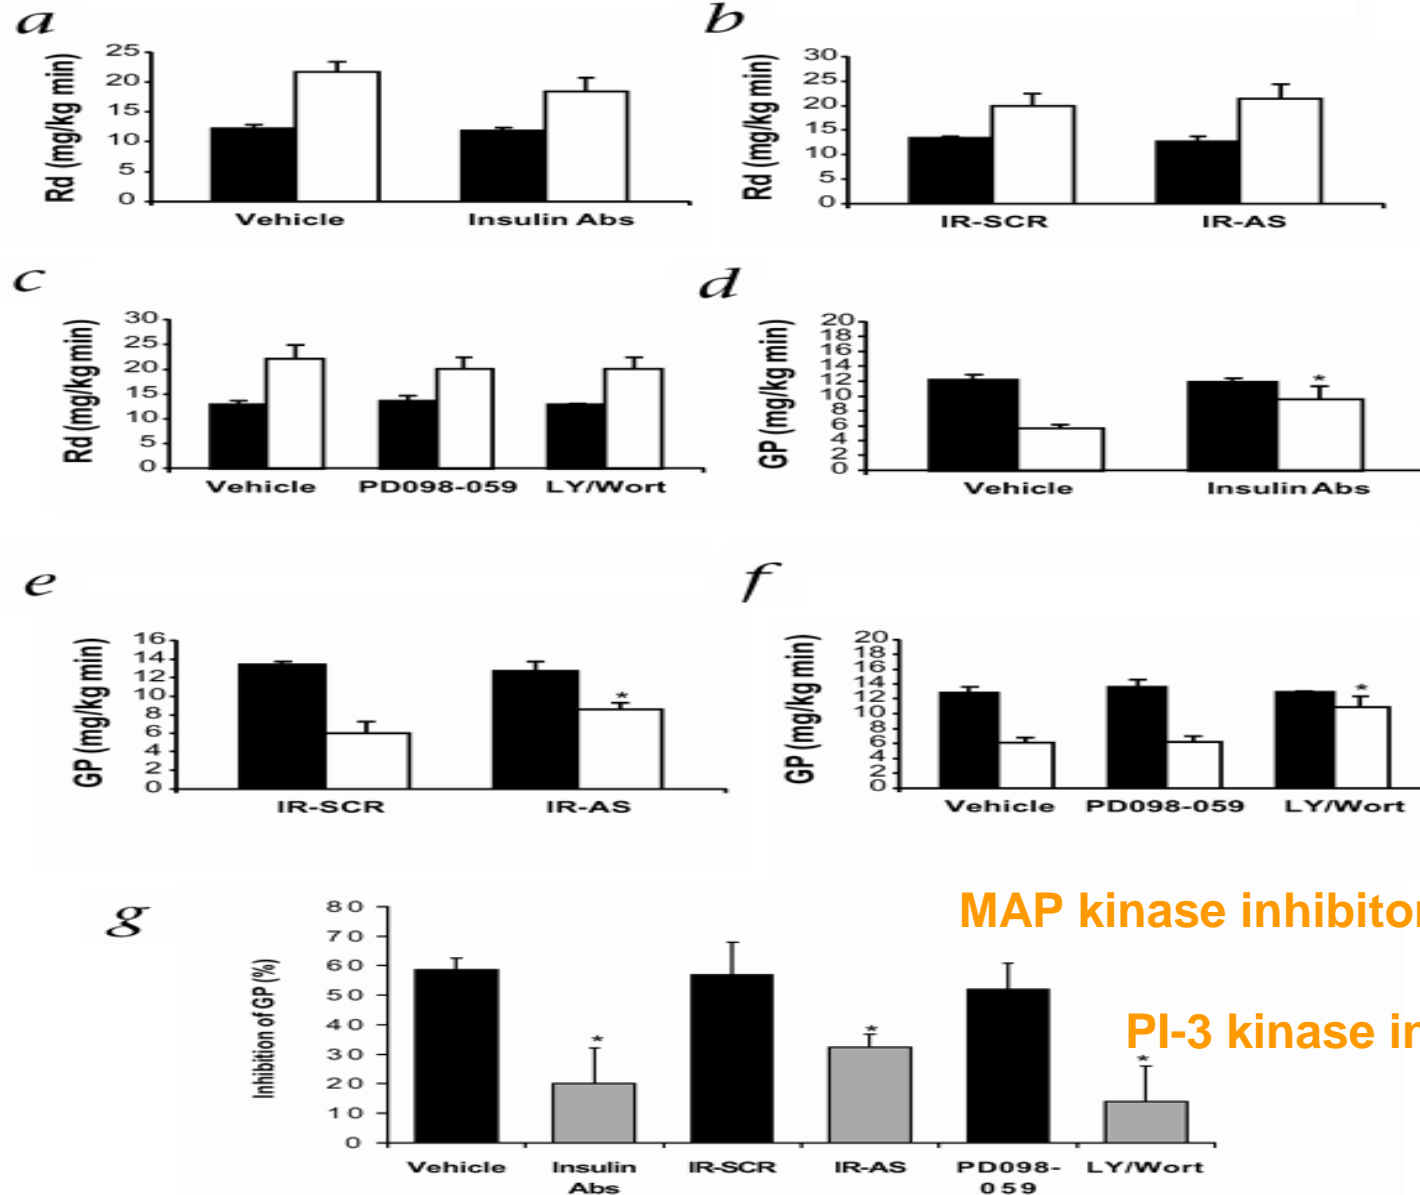 a
Rd (mg/kg min)
25
20
15
10
5
0
Vehicle
Insulin Abs
b
Rd (mg/kg min)
30
25
20
15
10
5
0
IR-SCR
IR-AS
c
Rd (mg/kg min)
30
25
20
15
10
5
0
Vehicle
PD098-059
LY/Wort
d
GP (mg/kg min)
20
18
16
14
12
10
8
6
4
2
0
Vehicle
Insulin Abs
*
e
GP (mg/kg min)
16
14
12
10
8
6
4
2
0
IR-SCR
IR-AS
*
f
GP (mg/kg min)
20
18
16
14
12
10
8
6
4
2
0
Vehicle
PD098-059
LY/Wort
*
g
Inhibition of GP (%)
80
70
60
50
40
30
20
10
0
*
*
*
Vehicle
Insulin
Abs
IR-SCR
IR-AS
PD098-
059
LY/Wort
MAP kinase inhibitor
PI-3 kinase in